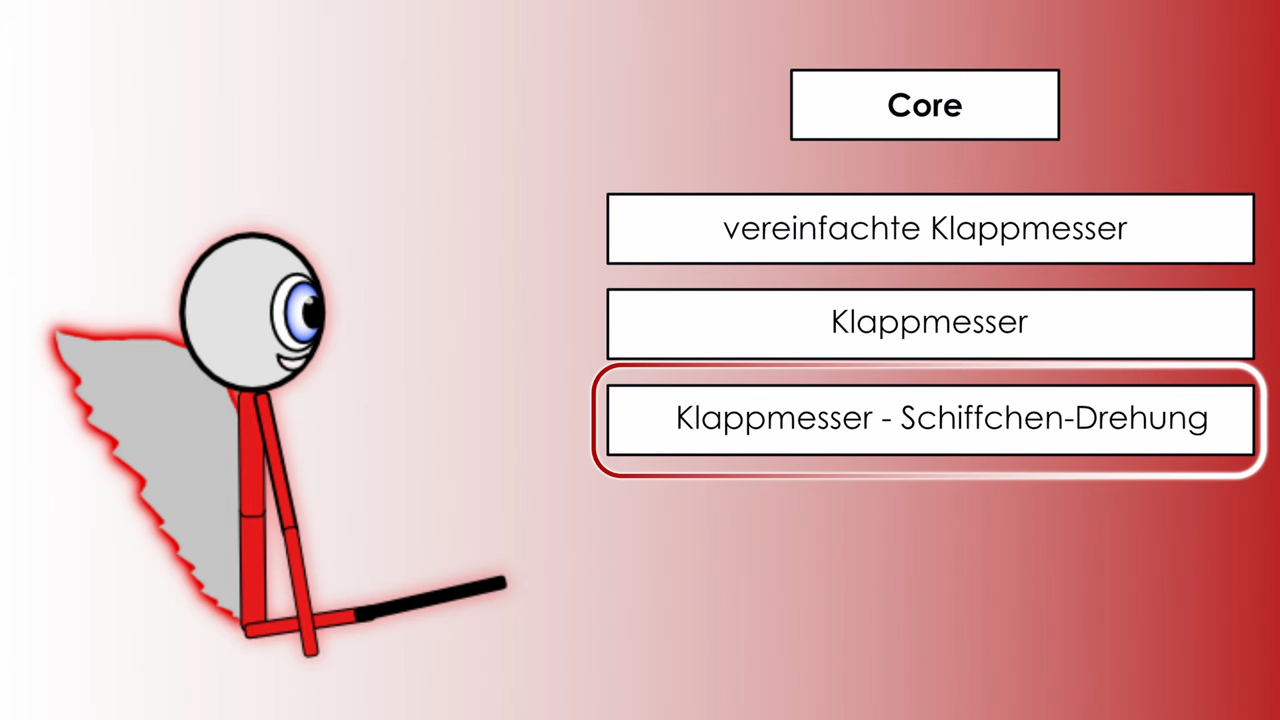 Core
vereinfachte Klappmesser
Klappmesser
Klappmesser - Schiffchen-Drehung